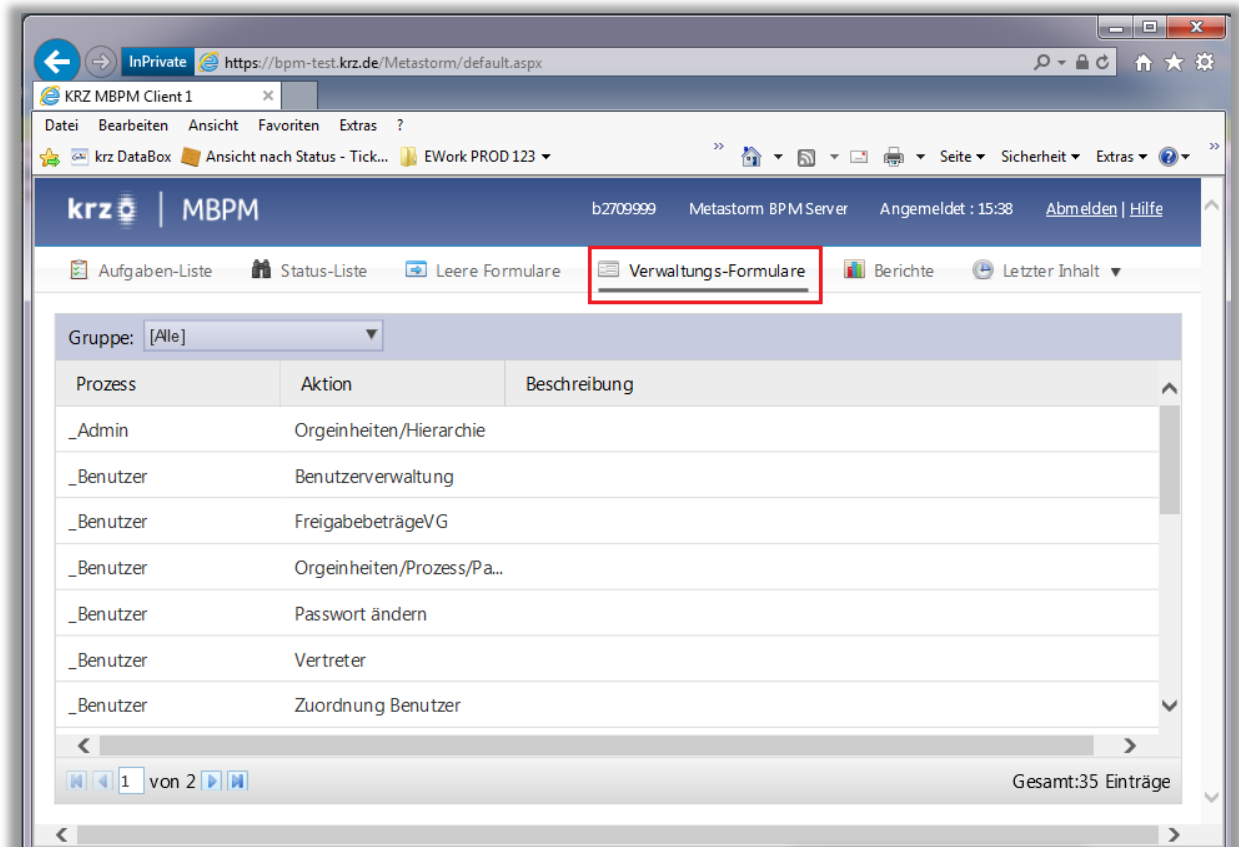 InPrivate https://bpm-test.krz.de/Metastorm/default.aspx
KRZ MBPM Client 1
Datei Bearbeiten Ansicht Favoriten Extras ?
krz DataBox Ansicht nach Status - Tick... EWork PROD 123 Seite Sicherheit Extras
krz MBPM b2709999 Metastorm BPM Server Angemeldet : 15:38 Abmelden | Hilfe
Aufgaben-Liste Status-Liste Leere Formulare Verwaltungs-Formulare Berichte Letzter Inhalt
Gruppe: [Alle]
Prozess Aktion Beschreibung
_Admin Orgeinheiten/Hierarchie
_Benutzer Benutzerverwaltung
_Benutzer FreigabebeträgeVG
_Benutzer Orgeinheiten/Prozess/Pa...
_Benutzer Passwort ändern
_Benutzer Vertreter
_Benutzer Zuordnung Benutzer
1 von 2 Gesamt:35 Einträge